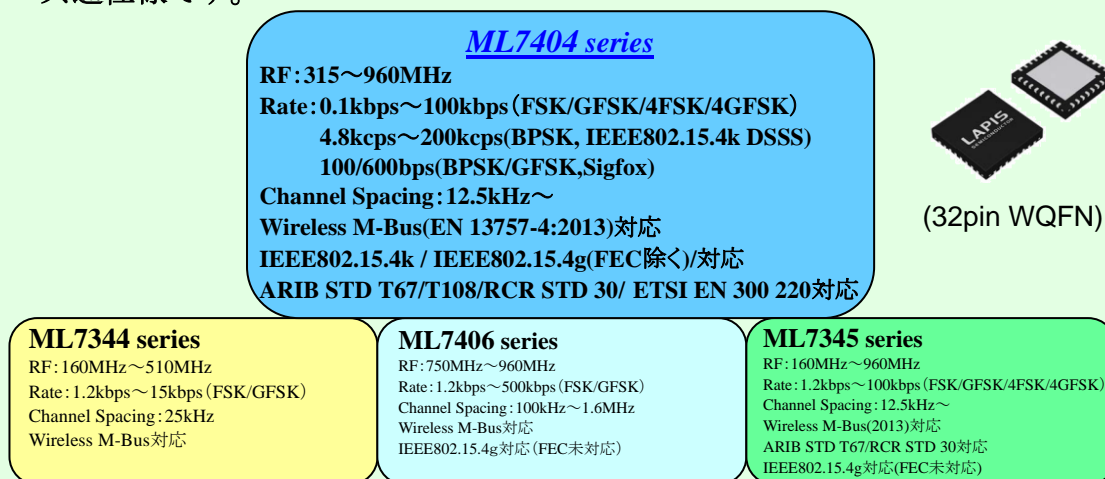 共通仕様です。
ML7404 series
RF:315～960MHz
Rate:0.1kbps～100kbps(FSK/GFSK/4FSK/4GFSK)
4.8kcps～200kcps(BPSK, IEEE802.15.4k DSSS)
100/600bps(BPSK/GFSK,Sigfox)
Channel Spacing:12.5kHz～
Wireless M-Bus(EN 13757-4:2013)対応
IEEE802.15.4k / IEEE802.15.4g(FEC除く)/対応
ARIB STD T67/T108/RCR STD 30/ ETSI EN 300 220対応
LAPIS
SEMICONDUCTOR
(32pin WQFN)
ML7344 series
RF:160MHz～510MHz
Rate:1.2kbps～15kbps(FSK/GFSK)
Channel Spacing:25kHz
Wireless M-Bus対応
ML7406 series
RF:750MHz～960MHz
Rate:1.2kbps～500kbps(FSK/GFSK)
Channel Spacing:100kHz～1.6MHz
Wireless M-Bus対応
IEEE802.15.4g対応(FEC未対応)
ML7345 series
RF:160MHz～960MHz
Rate:1.2kbps～100kbps(FSK/GFSK/4FSK/4GFSK)
Channel Spacing:12.5kHz～
Wireless M-Bus(2013)対応
ARIB STD T67/RCR STD 30対応
IEEE802.15.4g対応(FEC未対応)